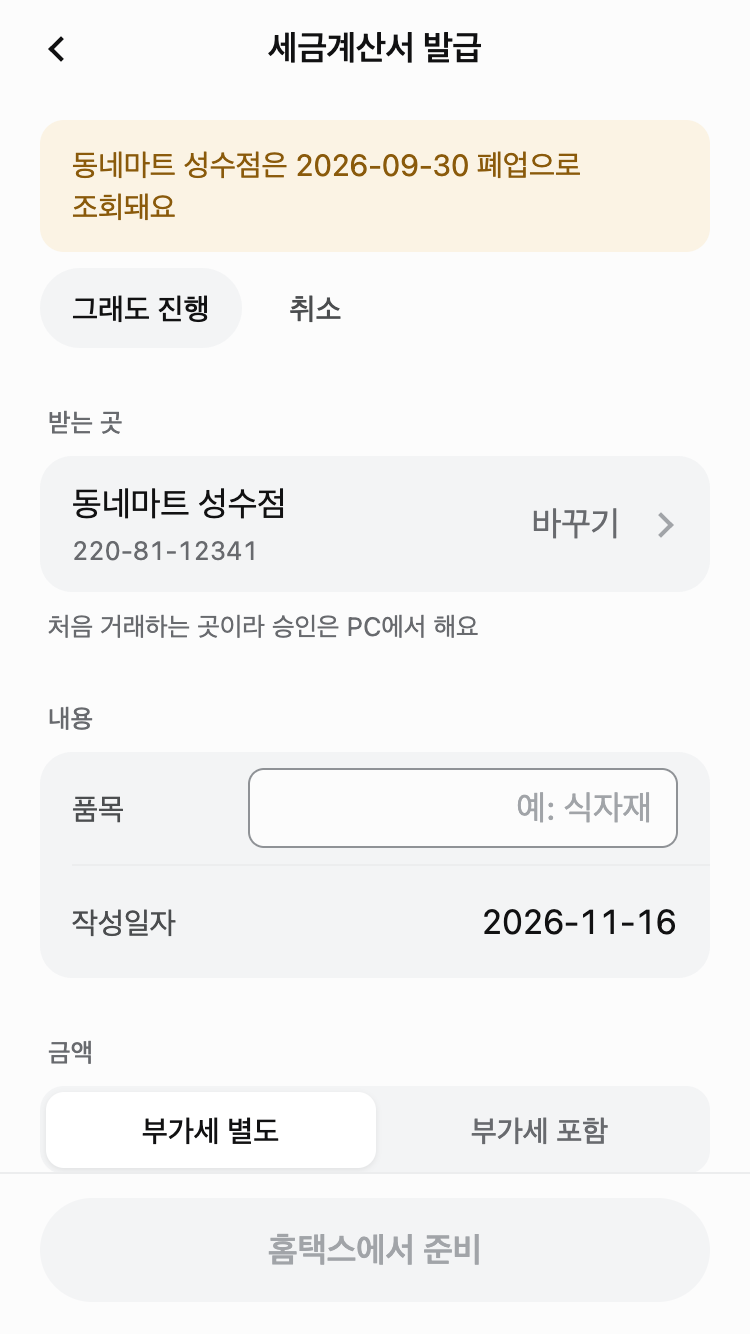 세금계산서 발급
동네마트 성수점은 2026-09-30 폐업으로
조회돼요
그래도 진행
취소
받는 곳
동네마트 성수점
220-81-12341
바꾸기
처음 거래하는 곳이라 승인은 PC에서 해요
내용
품목
예: 식자재
작성일자
2026-11-16
금액
부가세 별도
부가세 포함
홈택스에서 준비